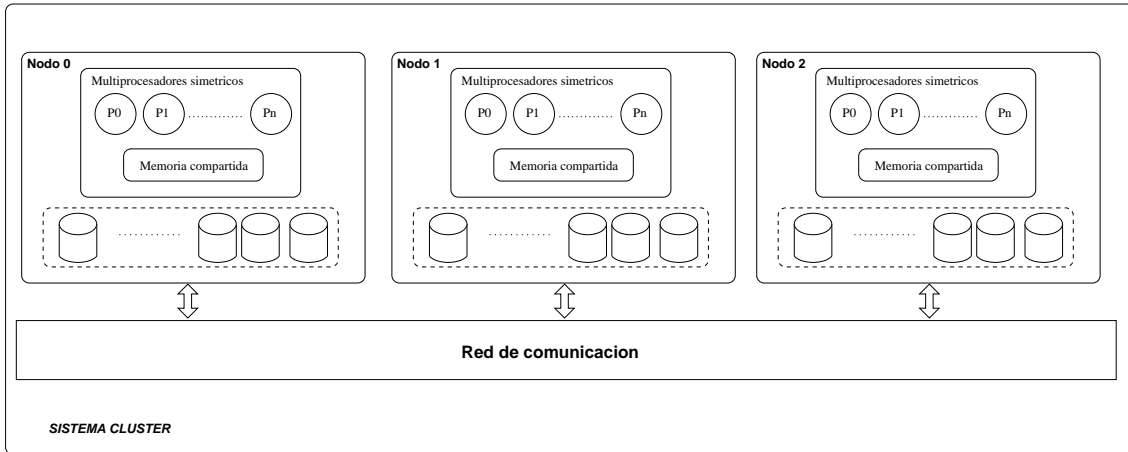 Nodo 0
Multiprocesadores simetricos
P0 P1 ............. Pn
Memoria compartida
............
Nodo 1
Multiprocesadores simetricos
P0 P1 ............. Pn
Memoria compartida
............
Nodo 2
Multiprocesadores simetricos
P0 P1 ............. Pn
Memoria compartida
............
Red de comunicacion
SISTEMA CLUSTER